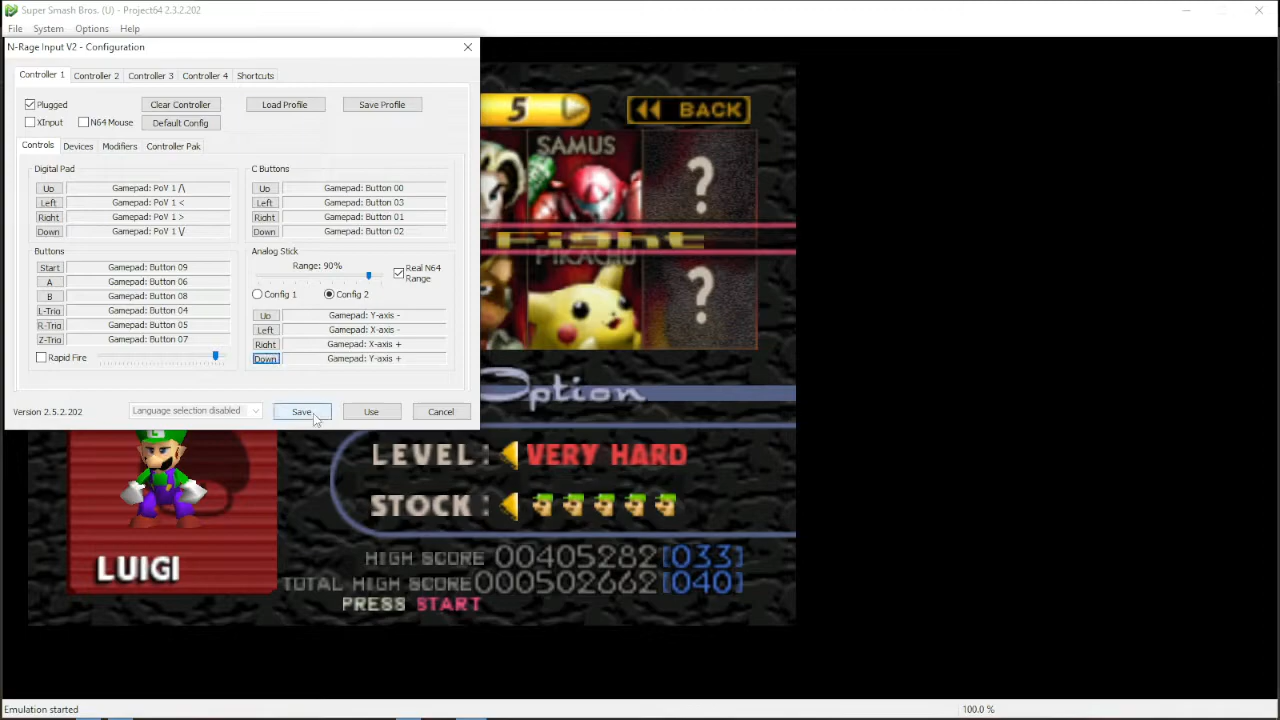 Super Smash Bros. (U) - Project64 2.3.2.202
File System Options Help
N-Rage Input V2 - Configuration
Controller 1 Controller 2 Controller 3 Controller 4 Shortcuts
Plugged Clear Controller Load Profile Save Profile
XInput N64 Mouse Default Config
Controls Devices Modifiers Controller Pak
Digital Pad
Up Gamepad: PoV 1 /\
Left Gamepad: PoV 1 <
Right Gamepad: PoV 1 >
Down Gamepad: PoV 1 \/
C Buttons
Up Gamepad: Button 00
Left Gamepad: Button 03
Right Gamepad: Button 01
Down Gamepad: Button 02
Buttons
Start Gamepad: Button 09
A Gamepad: Button 06
B Gamepad: Button 08
L-Trig Gamepad: Button 04
R-Trig Gamepad: Button 05
Z-Trig Gamepad: Button 07
Rapid Fire
Analog Stick
Range: 90%
Real N64
Range
Config 1 Config 2
Up Gamepad: Y-axis -
Left Gamepad: X-axis -
Right Gamepad: X-axis +
Down Gamepad: Y-axis +
Version 2.5.2.202 Language selection disabled Save Use Cancel
5 BACK
SAMUS ?
Fight
PIKACHU ?
Option
LEVEL : VERY HARD
STOCK :
HIGH SCORE 00405282[033]
TOTAL HIGH SCORE 000502662[040]
PRESS START
LUIGI
Emulation started 100.0 %